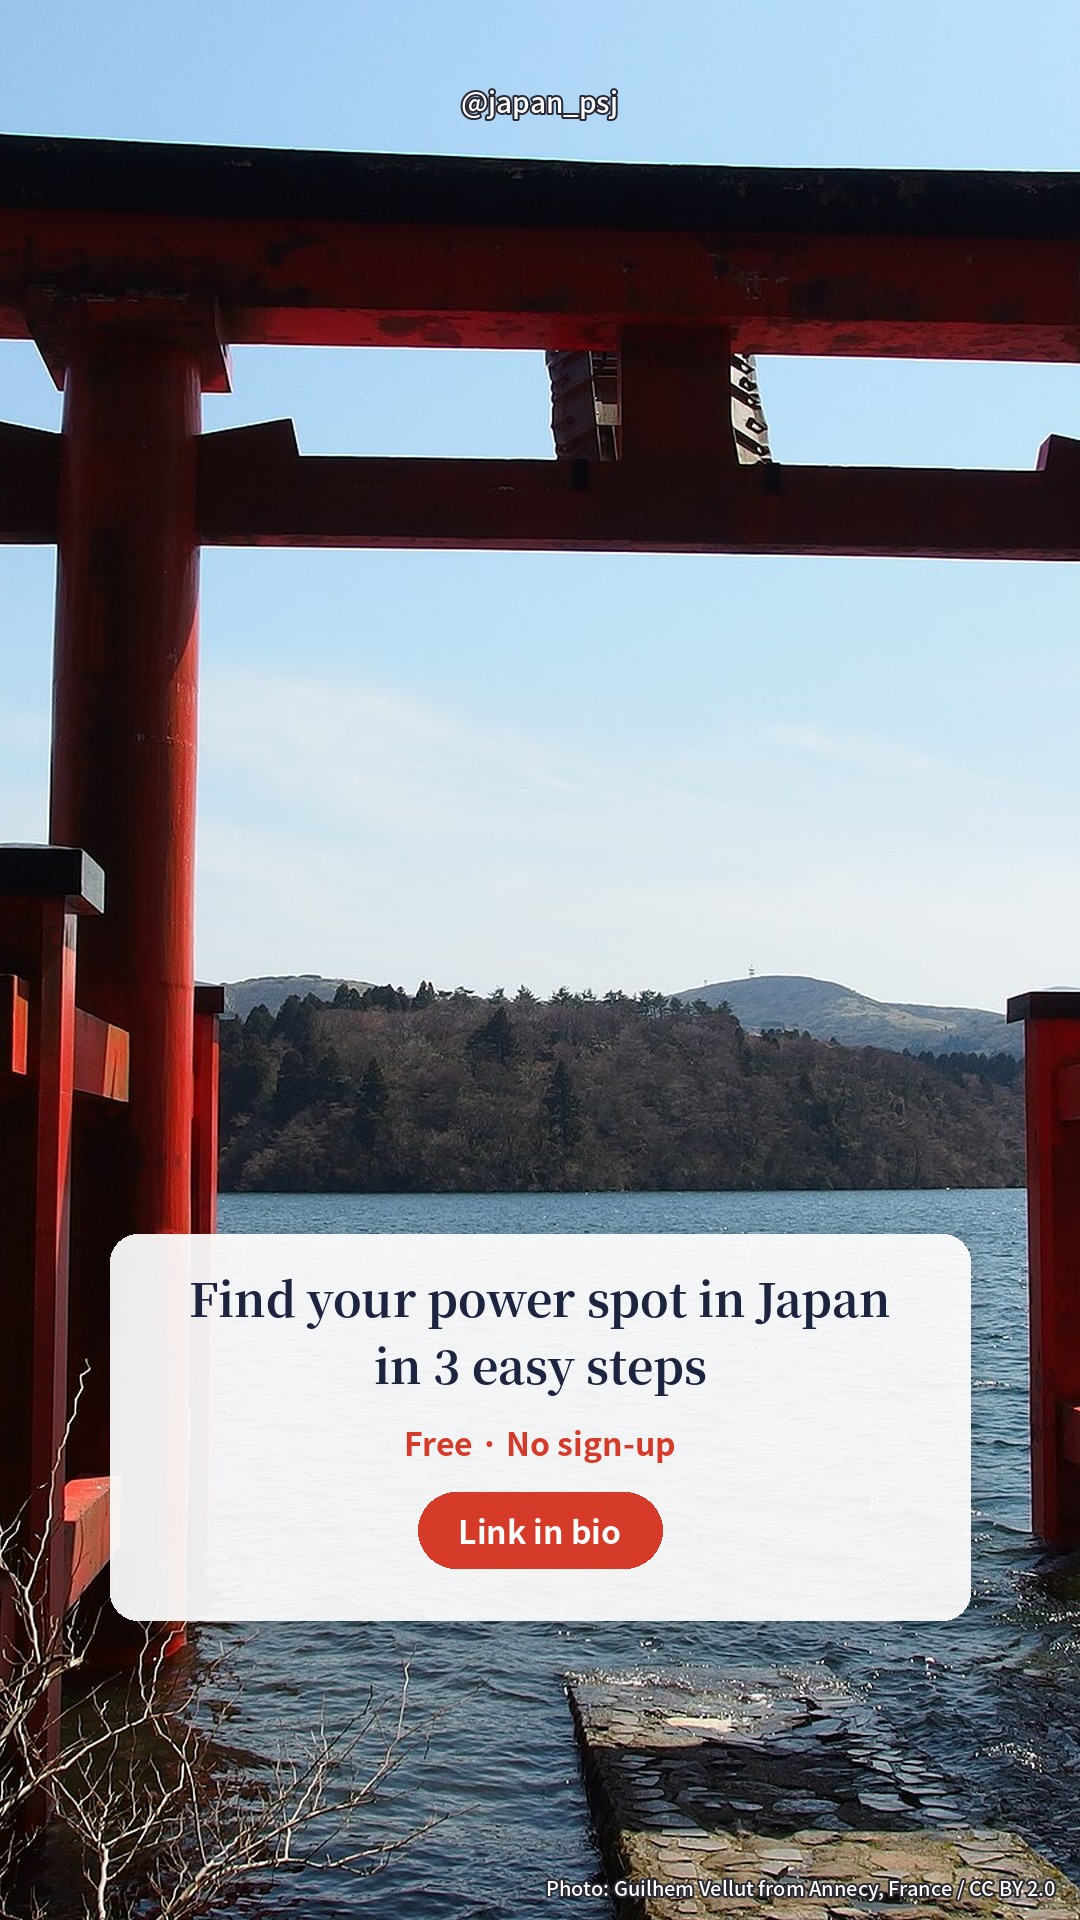 @japan_psj
Find your power spot in Japan
in 3 easy steps
Free · No sign-up
Link in bio
Photo: Guilhem Vellut from Annecy, France / CC BY 2.0